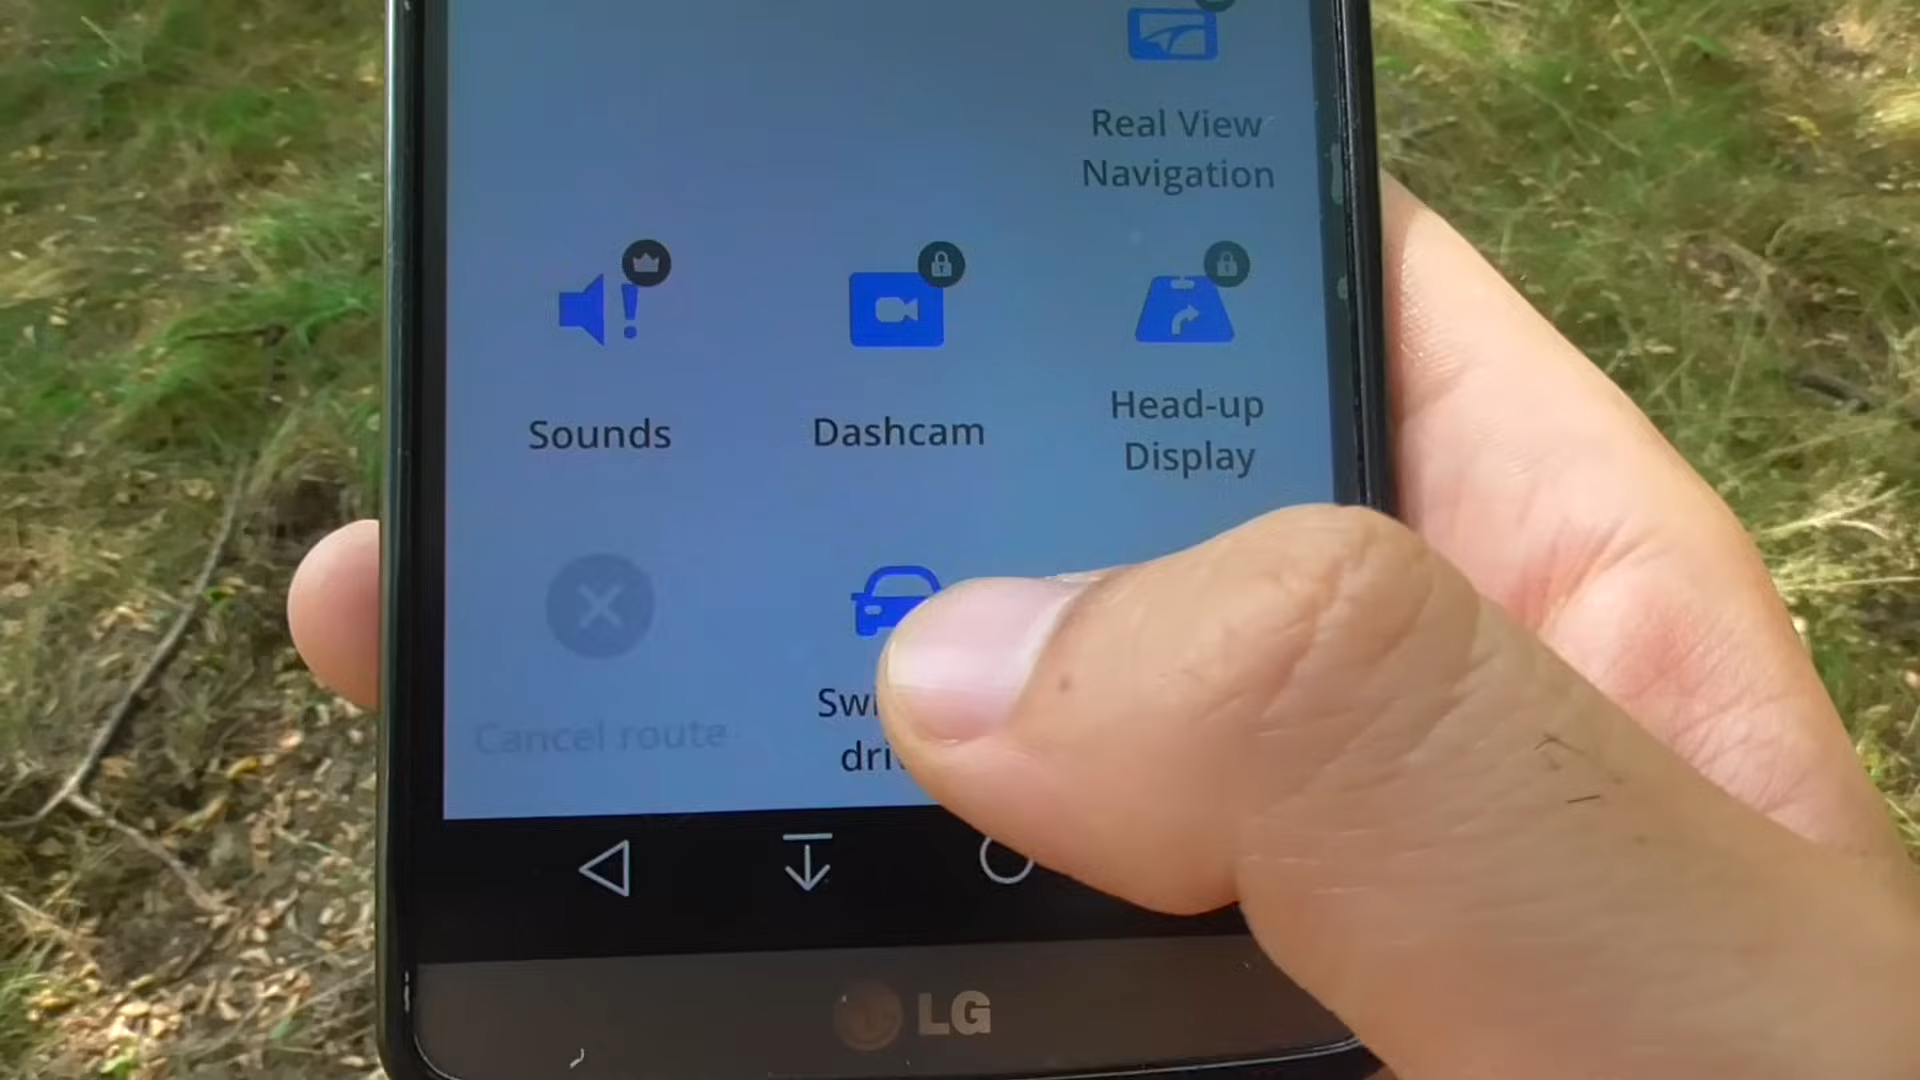 Real View
Navigation
Sounds
Dashcam
Head-up
Display
Cancel route
LG